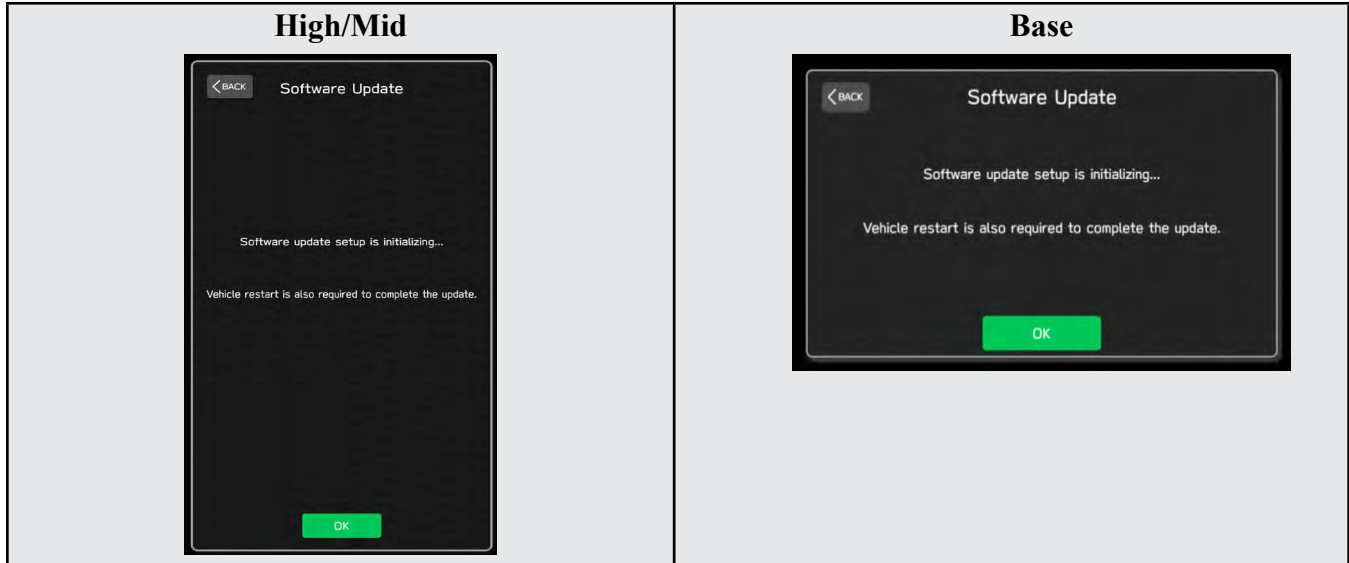 High/Mid
BACK Software Update
Software update setup is initializing...
Vehicle restart is also required to complete the update.
OK
Base
BACK Software Update
Software update setup is initializing...
Vehicle restart is also required to complete the update.
OK